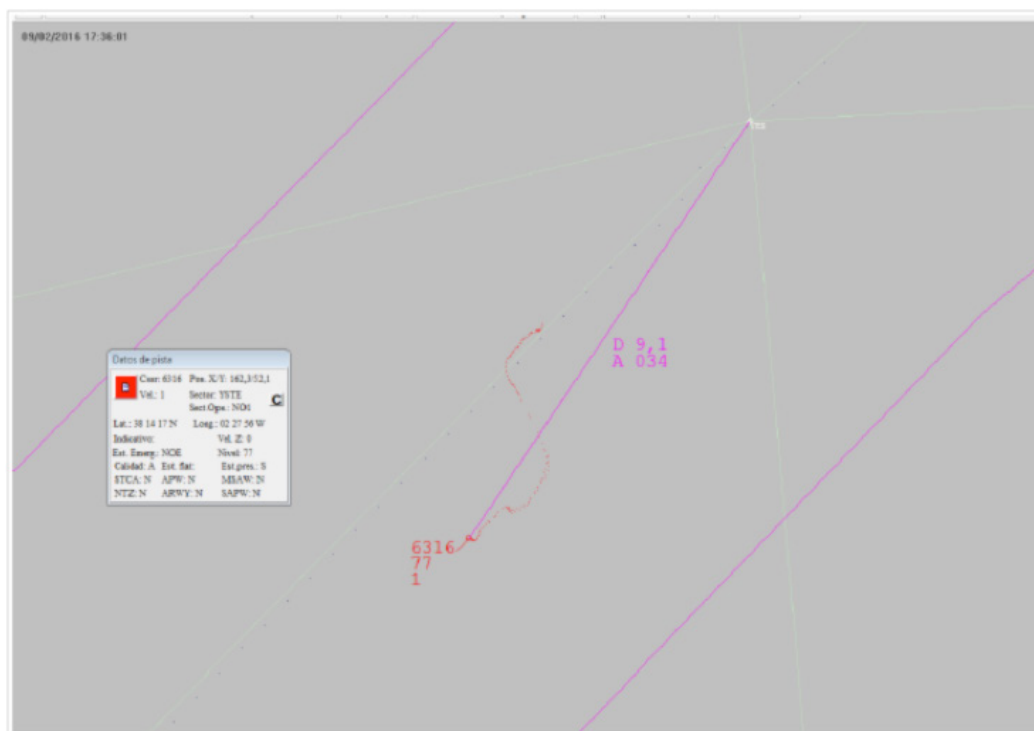 09/02/2016 17:36:01
D 9,1
A 034
Datos de pista
Cssr: 6316 Pos. X/Y: 162,3/52,1
Vel.: 1 Sector: YSTE
Sect.Ope.: NO1
C
Lat.: 38 14 17 N Long.: 02 27 56 W
Indicativo: Vel. Z: 0
Est. Emerg.: NOE Nivel: 77
Calidad: A Est. flat: Est.pres.: S
STCA: N APW: N MSAW: N
NTZ: N ARWY: N SAPW: N
6316
77
1